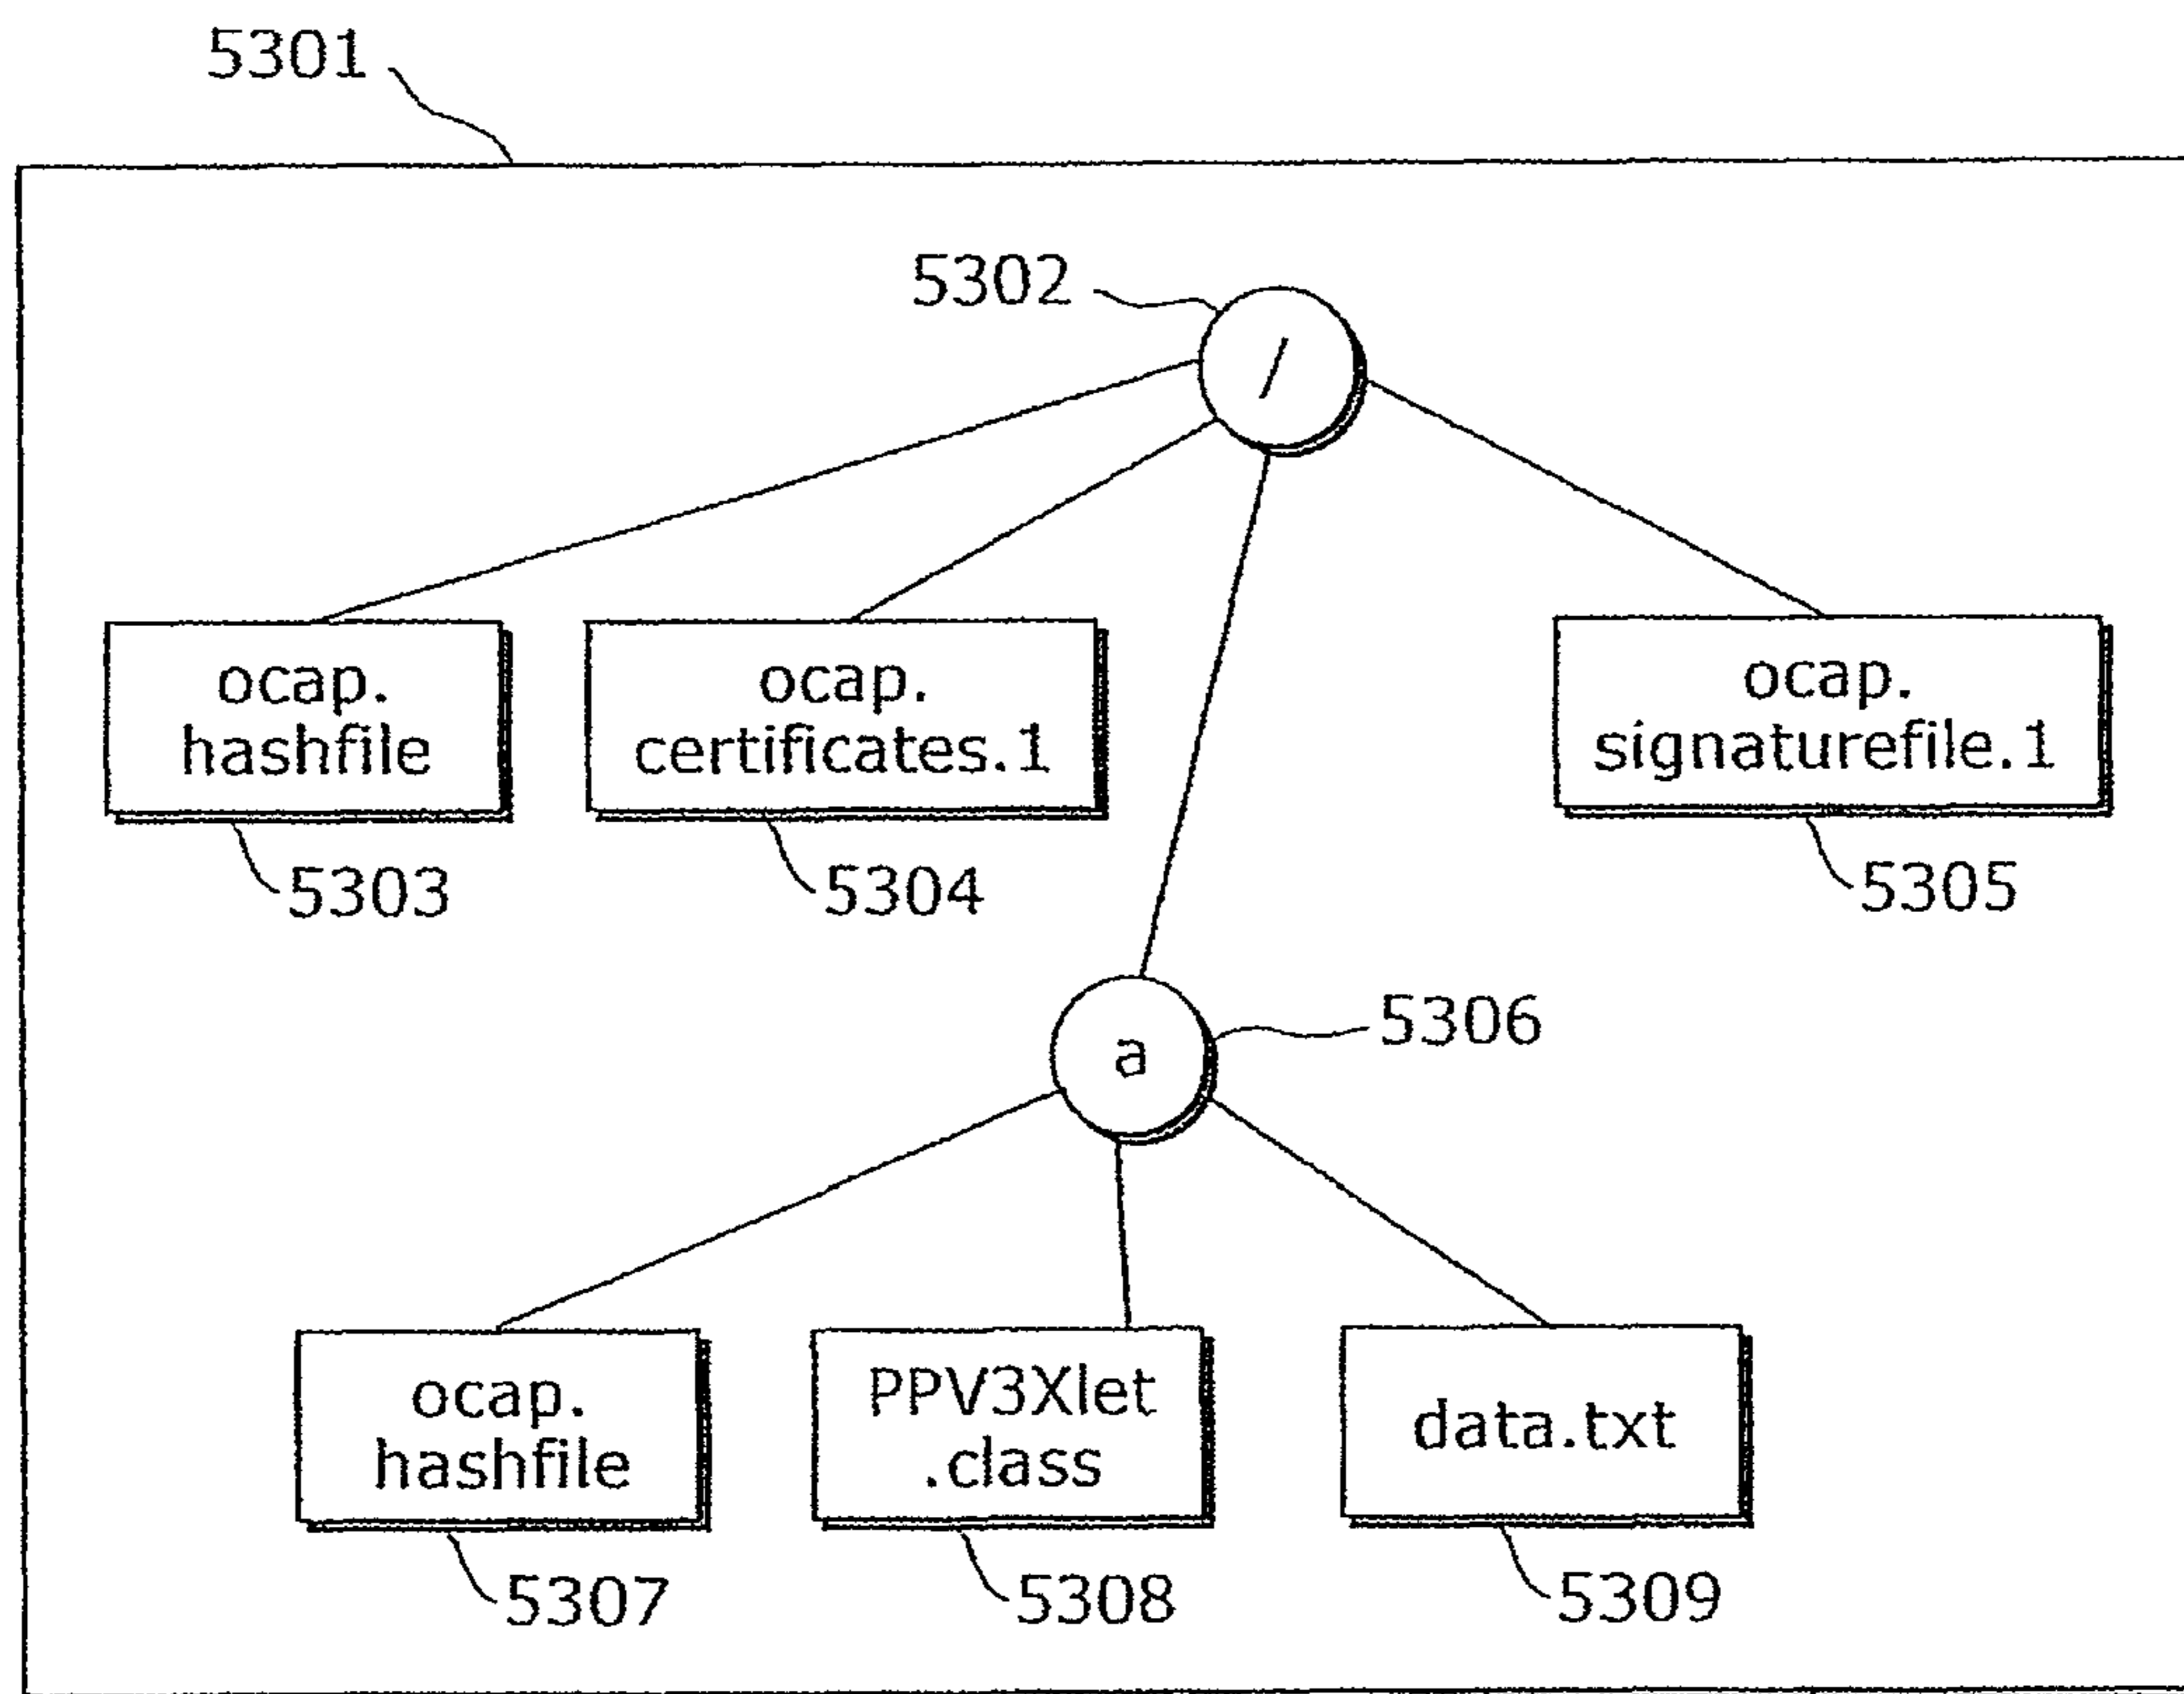 5301
5302
/
ocap.
hashfile
ocap.
certificates.1
ocap.
signaturefile.1
5303
5304
5305
a
5306
ocap.
hashfile
PPV3Xlet
.class
data.txt
5307
5308
5309